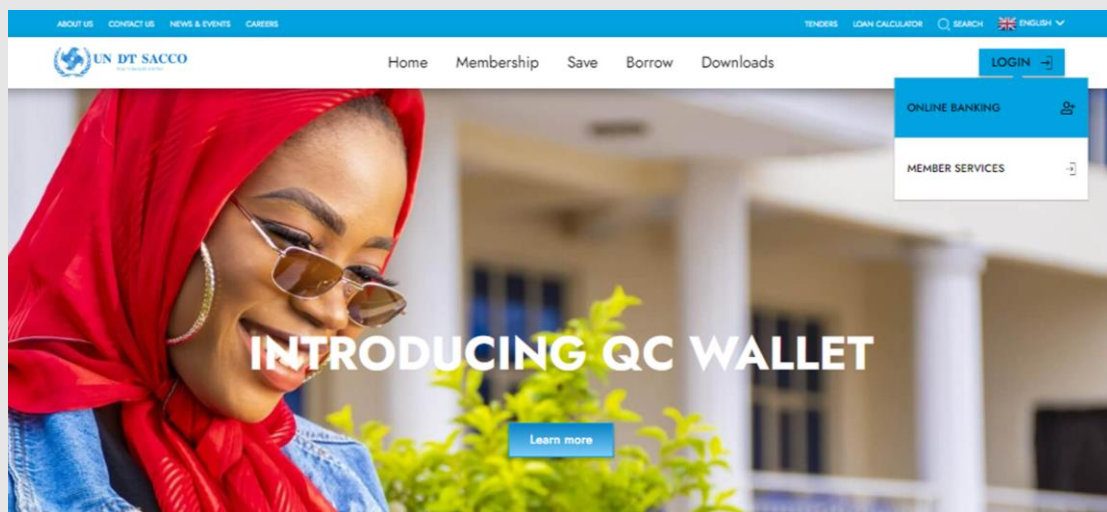 ABOUT US CONTACT US NEWS & EVENTS CAREERS TENDERS LOAN CALCULATOR SEARCH ENGLISH
UN DT SACCO Home Membership Save Borrow Downloads LOGIN
ONLINE BANKING
MEMBER SERVICES
INTRODUCING QC WALLET
Learn more